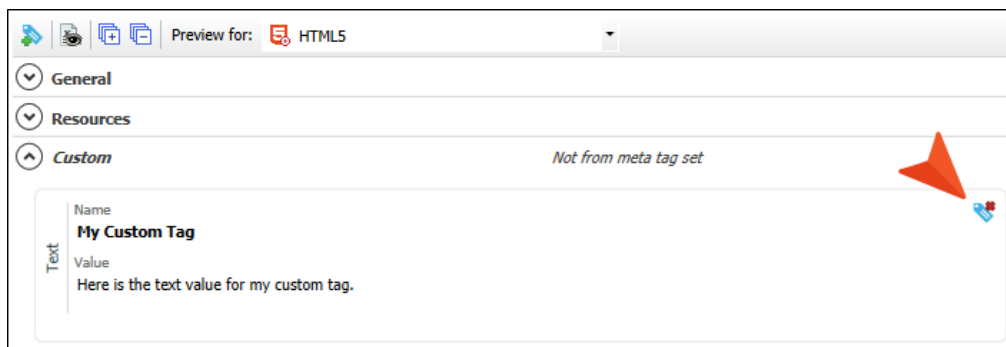 Preview for: HTML5
General
Resources
Custom Not from meta tag set
Name
My Custom Tag
Text
Value
Here is the text value for my custom tag.